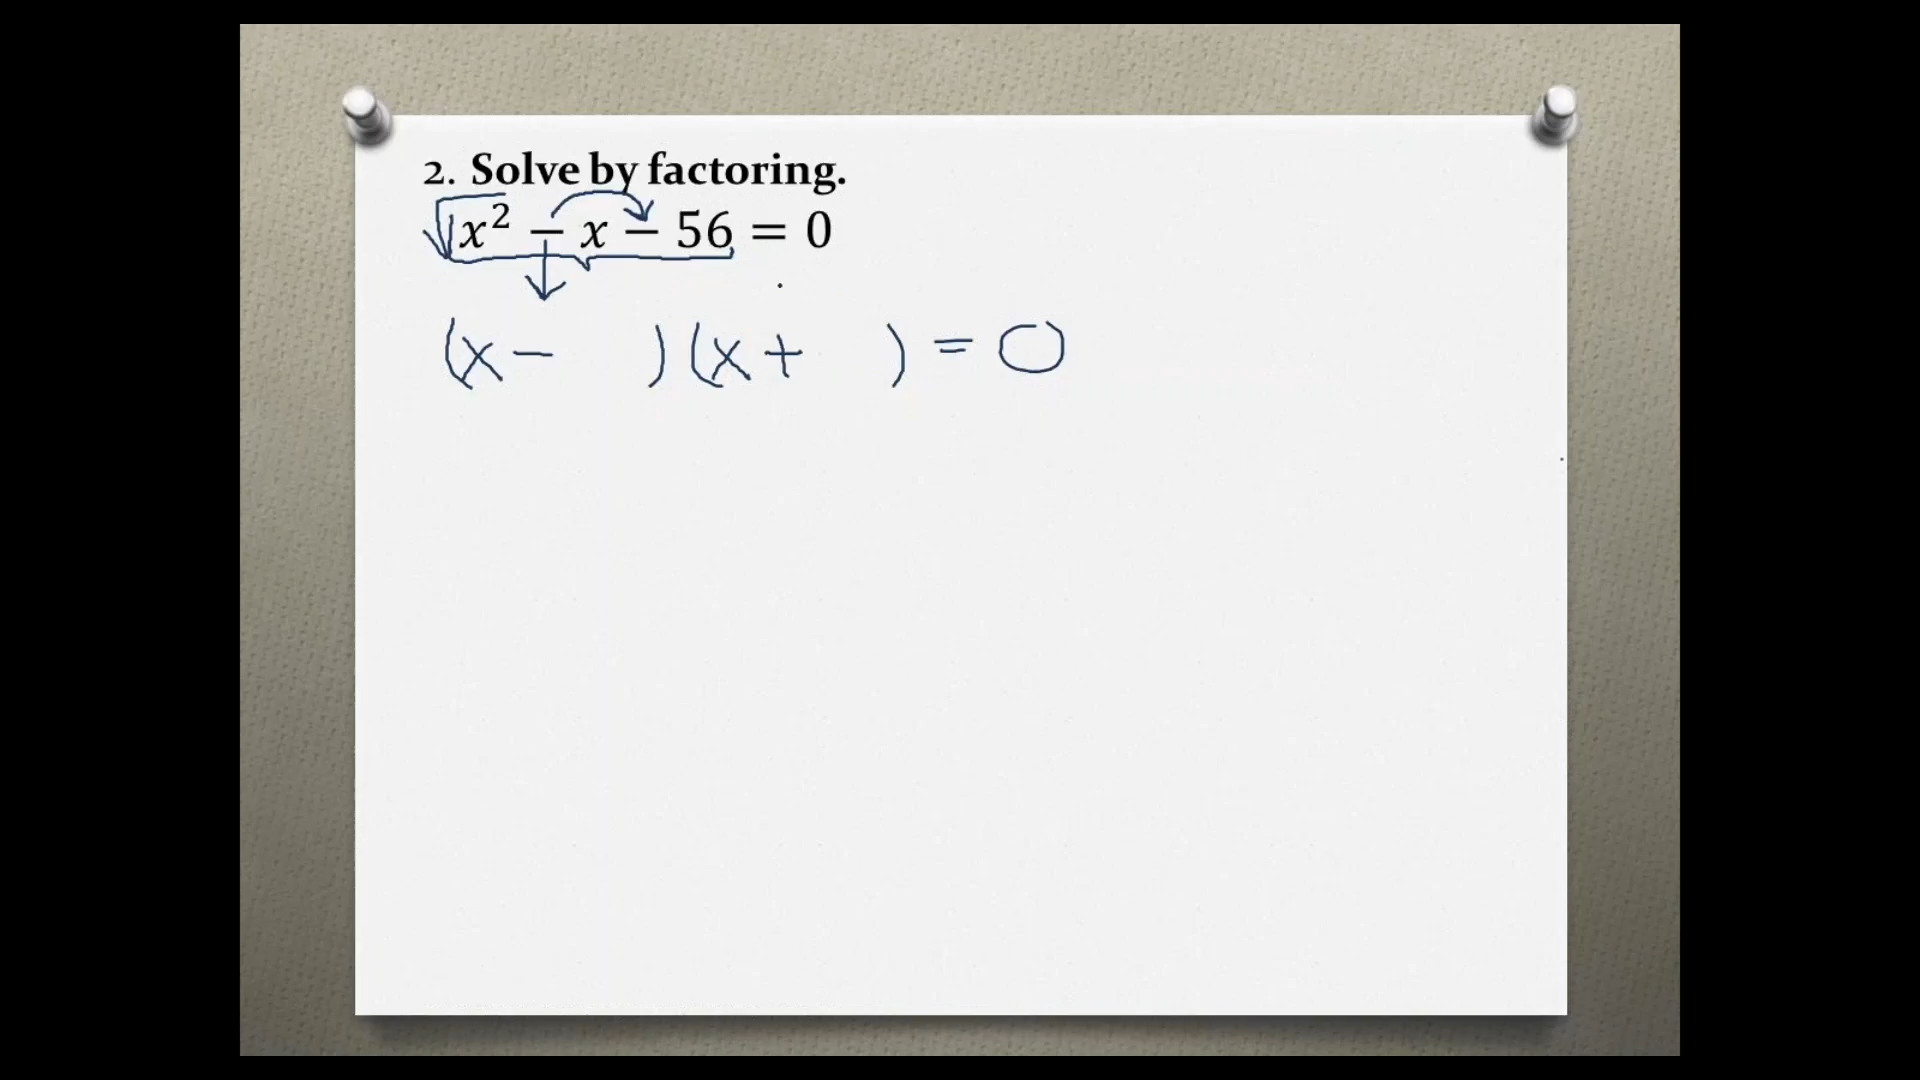 2. Solve by factoring.
x² − x − 56 = 0
(x −   )(x +   ) = 0